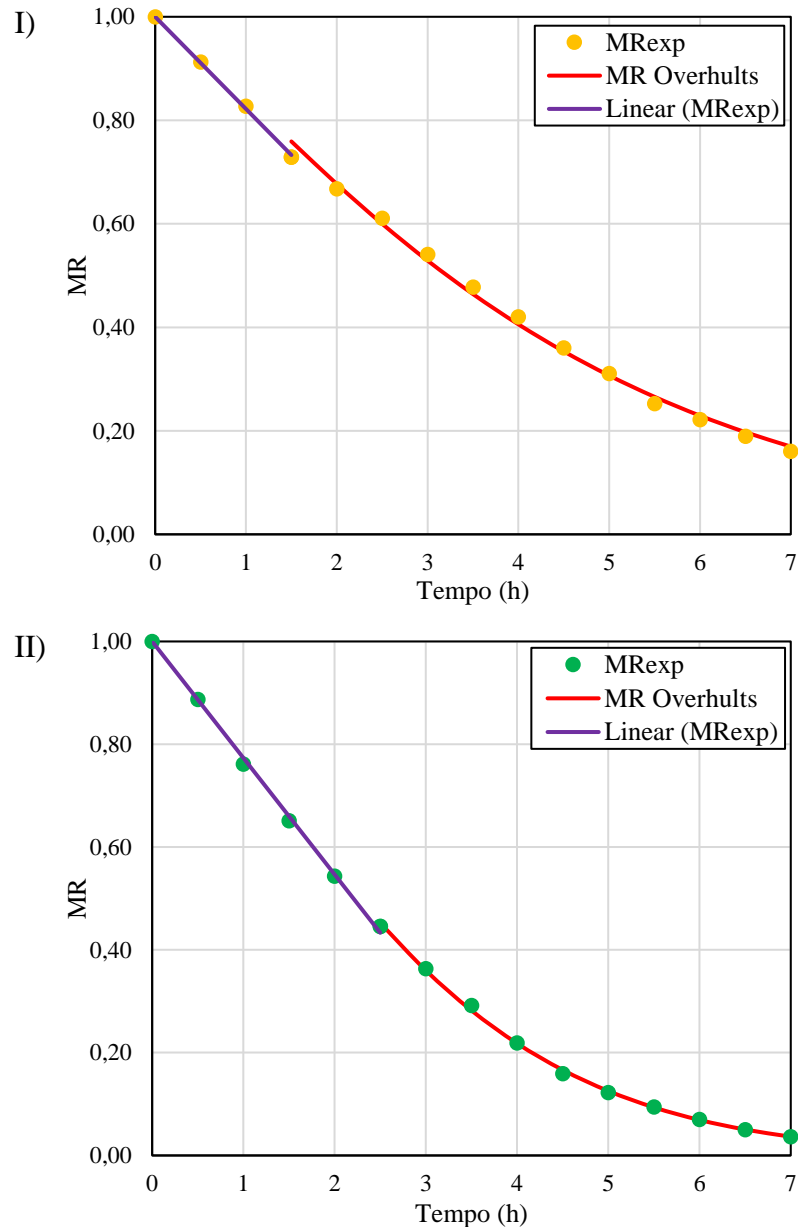 I)
1,00
0,80
0,60
0,40
0,20
0,00
MR
MRexp
MR Overhults
Linear (MRexp)
0 1 2 3 4 5 6 7
Tempo (h)
II)
1,00
0,80
0,60
0,40
0,20
0,00
MR
MRexp
MR Overhults
Linear (MRexp)
0 1 2 3 4 5 6 7
Tempo (h)